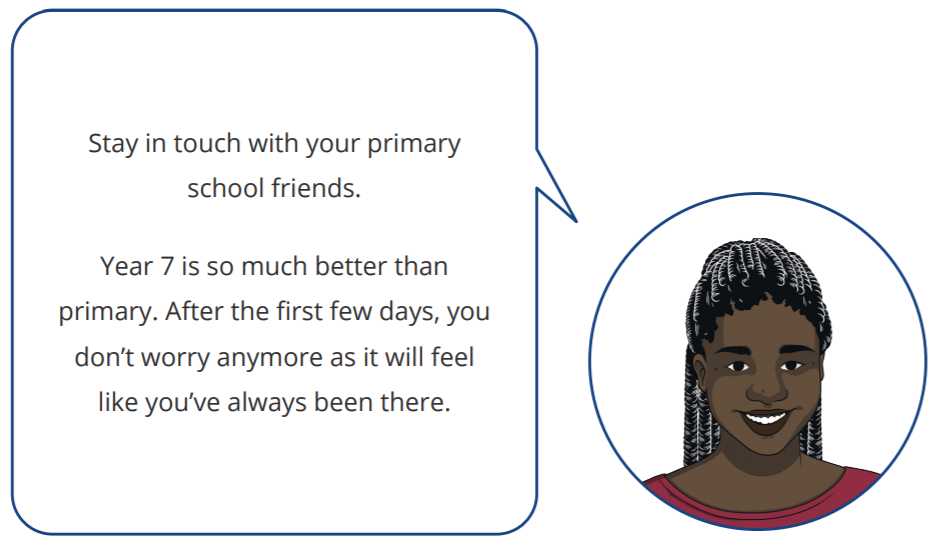 Stay in touch with your primary
school friends.
Year 7 is so much better than
primary. After the first few days, you
don’t worry anymore as it will feel
like you’ve always been there.